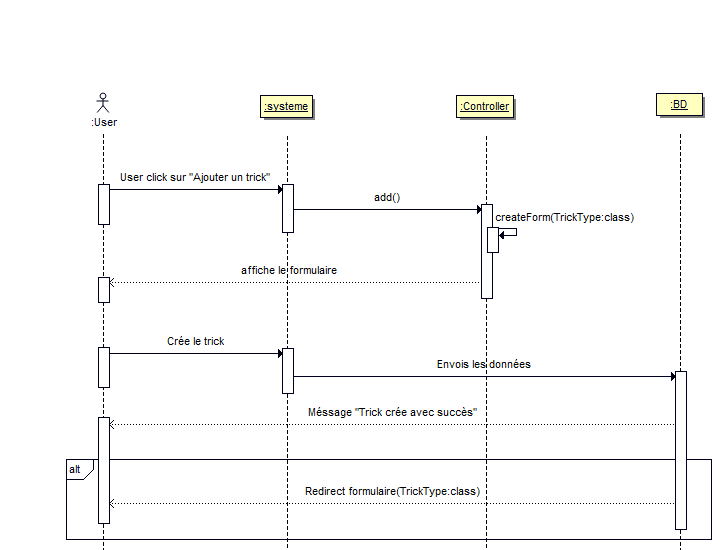 :User
:systeme
:Controller
:BD
User click sur "Ajouter un trick"
add()
createForm(TrickType:class)
affiche le formulaire
Crée le trick
Envois les données
Méssage "Trick crée avec succès"
alt
Redirect formulaire(TrickType:class)